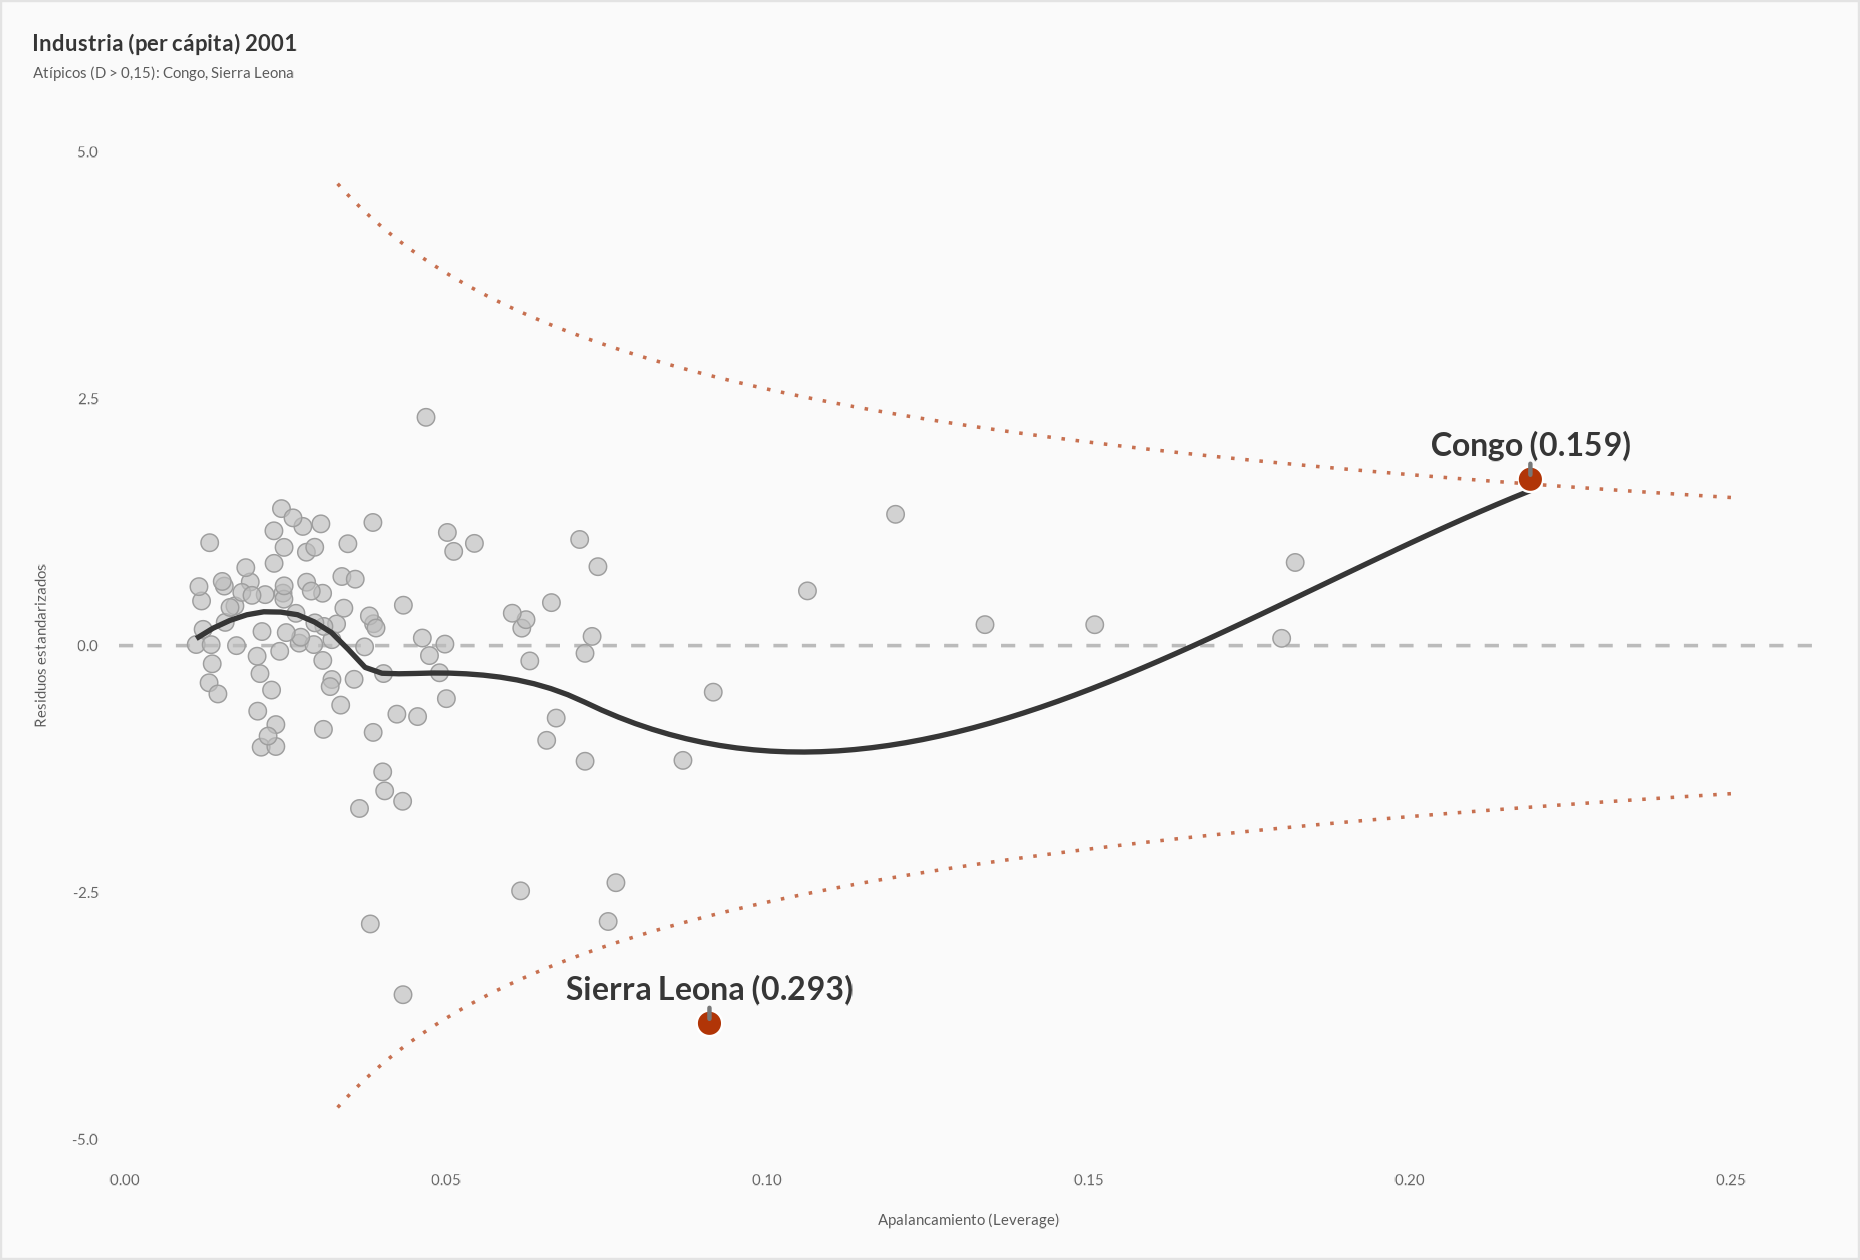 Industria (per cápita) 2001
Atípicos (D > 0,15): Congo, Sierra Leona
5.0
2.5
Congo (0.159)
0.0
Residuos estandarizados
-2.5
Sierra Leona (0.293)
-5.0
0.00 0.05 0.10 0.15 0.20 0.25
Apalancamiento (Leverage)